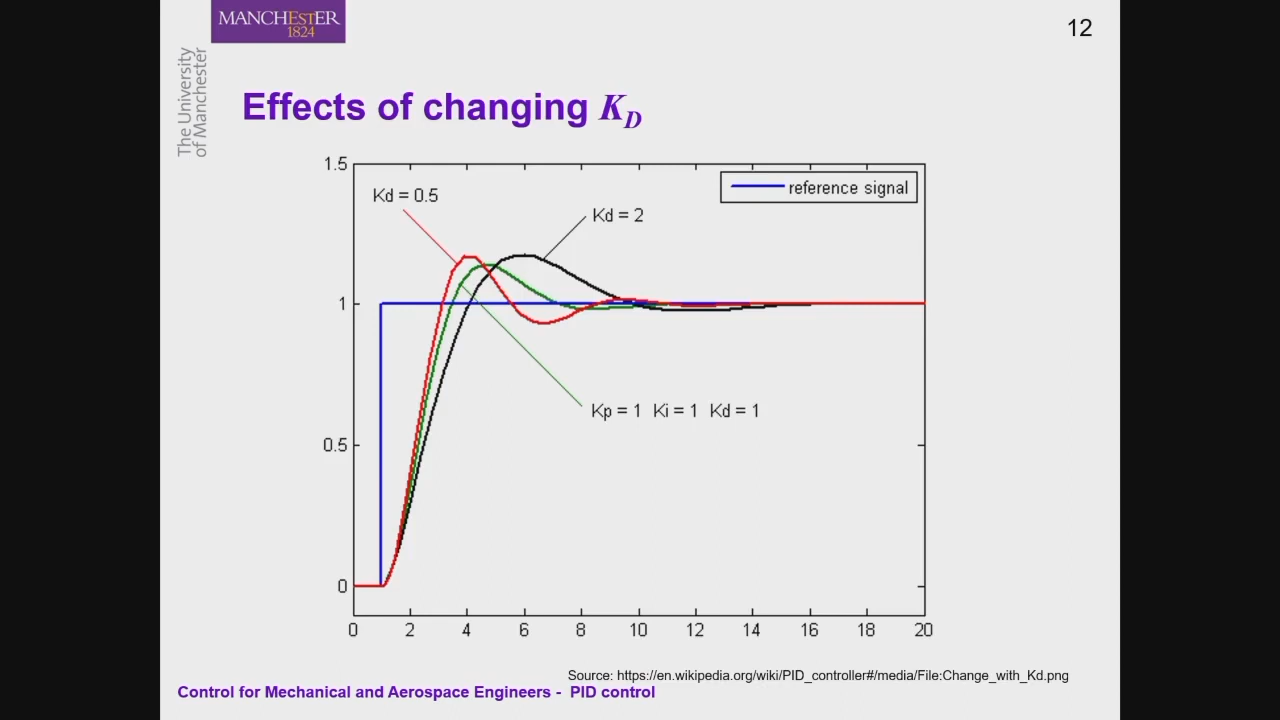 MANCHESTER
1824
The University
of Manchester
12
Effects of changing K_D
1.5
Kd = 0.5
reference signal
Kd = 2
1
Kp = 1 Ki = 1 Kd = 1
0.5
0
0 2 4 6 8 10 12 14 16 18 20
Source: https://en.wikipedia.org/wiki/PID_controller#/media/File:Change_with_Kd.png
Control for Mechanical and Aerospace Engineers - PID control